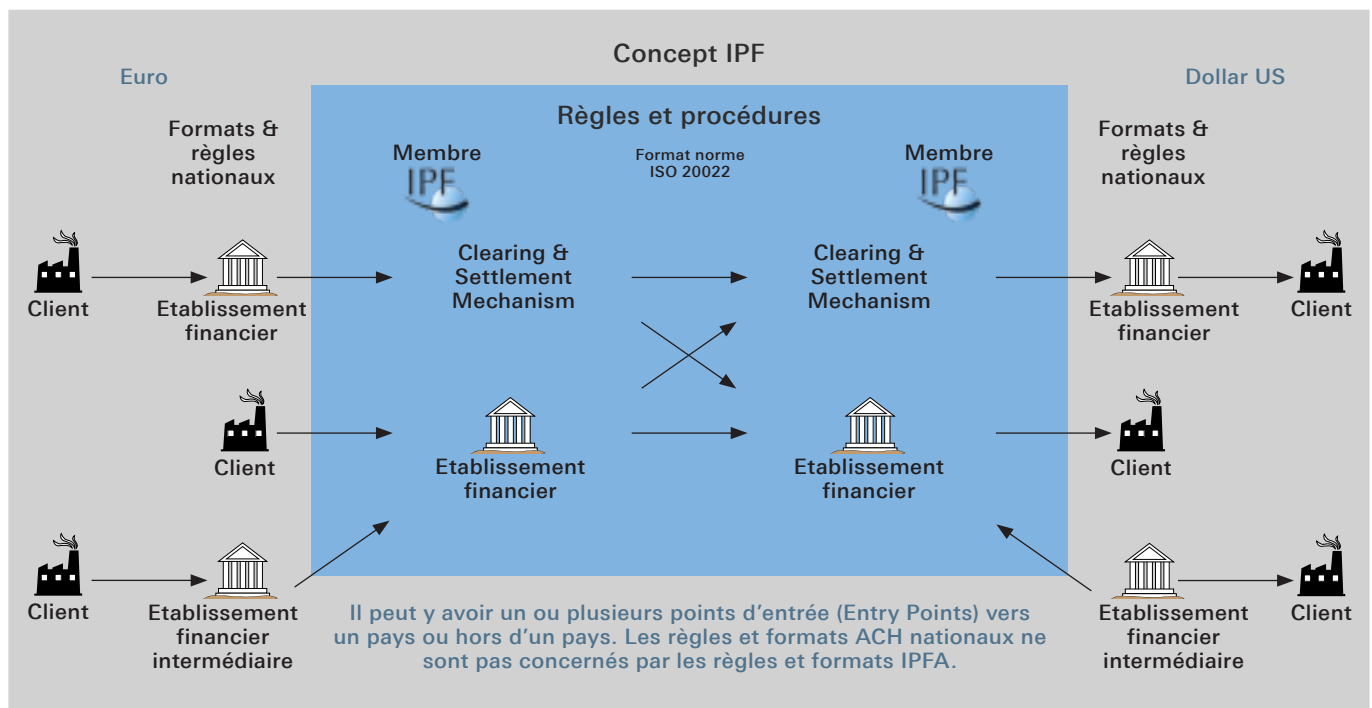 Concept IPF
Euro
Dollar US
Règles et procédures
Formats &
règles
nationaux
Membre
IPF
Format norme
ISO 20022
Membre
IPF
Formats &
règles
nationaux
Client
Etablissement
financier
Clearing &
Settlement
Mechanism
Clearing &
Settlement
Mechanism
Etablissement
financier
Client
Client
Etablissement
financier
Etablissement
financier
Client
Client
Etablissement
financier
intermédiaire
Il peut y avoir un ou plusieurs points d'entrée (Entry Points) vers
un pays ou hors d'un pays. Les règles et formats ACH nationaux ne
sont pas concernés par les règles et formats IPFA.
Etablissement
financier
intermédiaire
Client